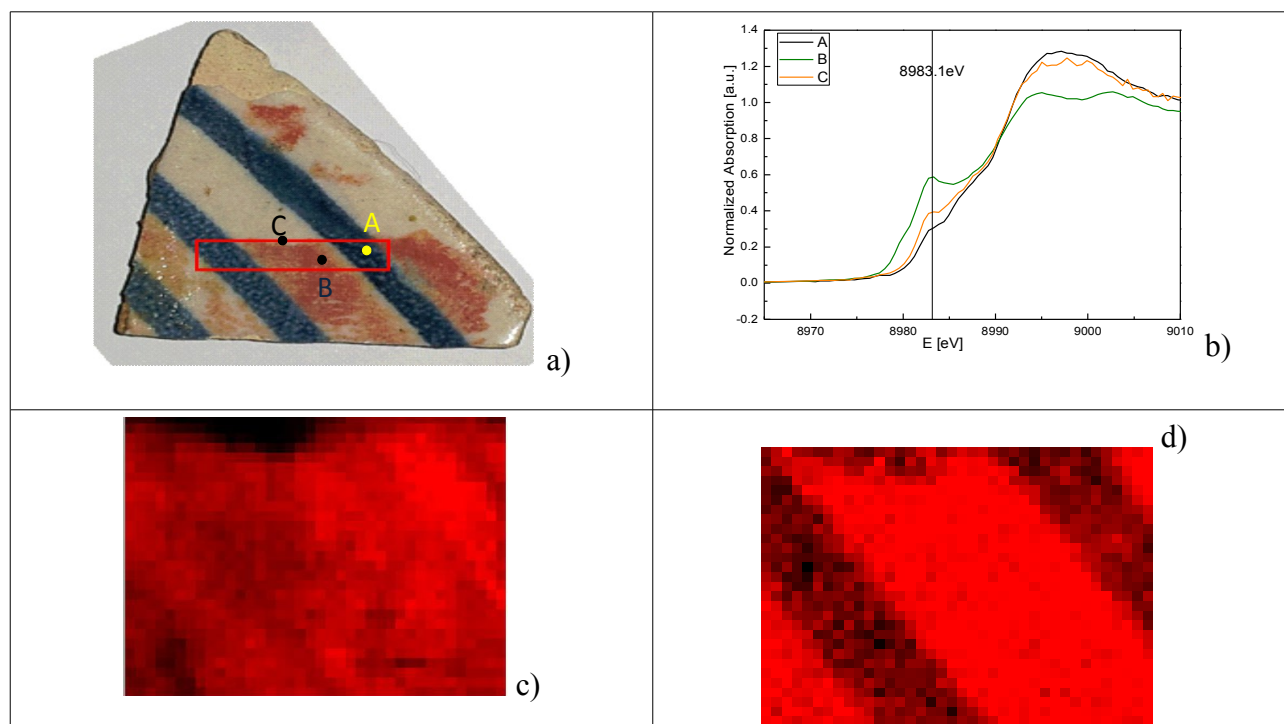 C
A
B
a)
1.4
1.2
1.0
0.8
0.6
0.4
0.2
0.0
-0.2
Normalized Absorption [a.u.]
A
B
C
8983.1eV
8970
8980
8990
9000
9010
E [eV]
b)
c)
d)